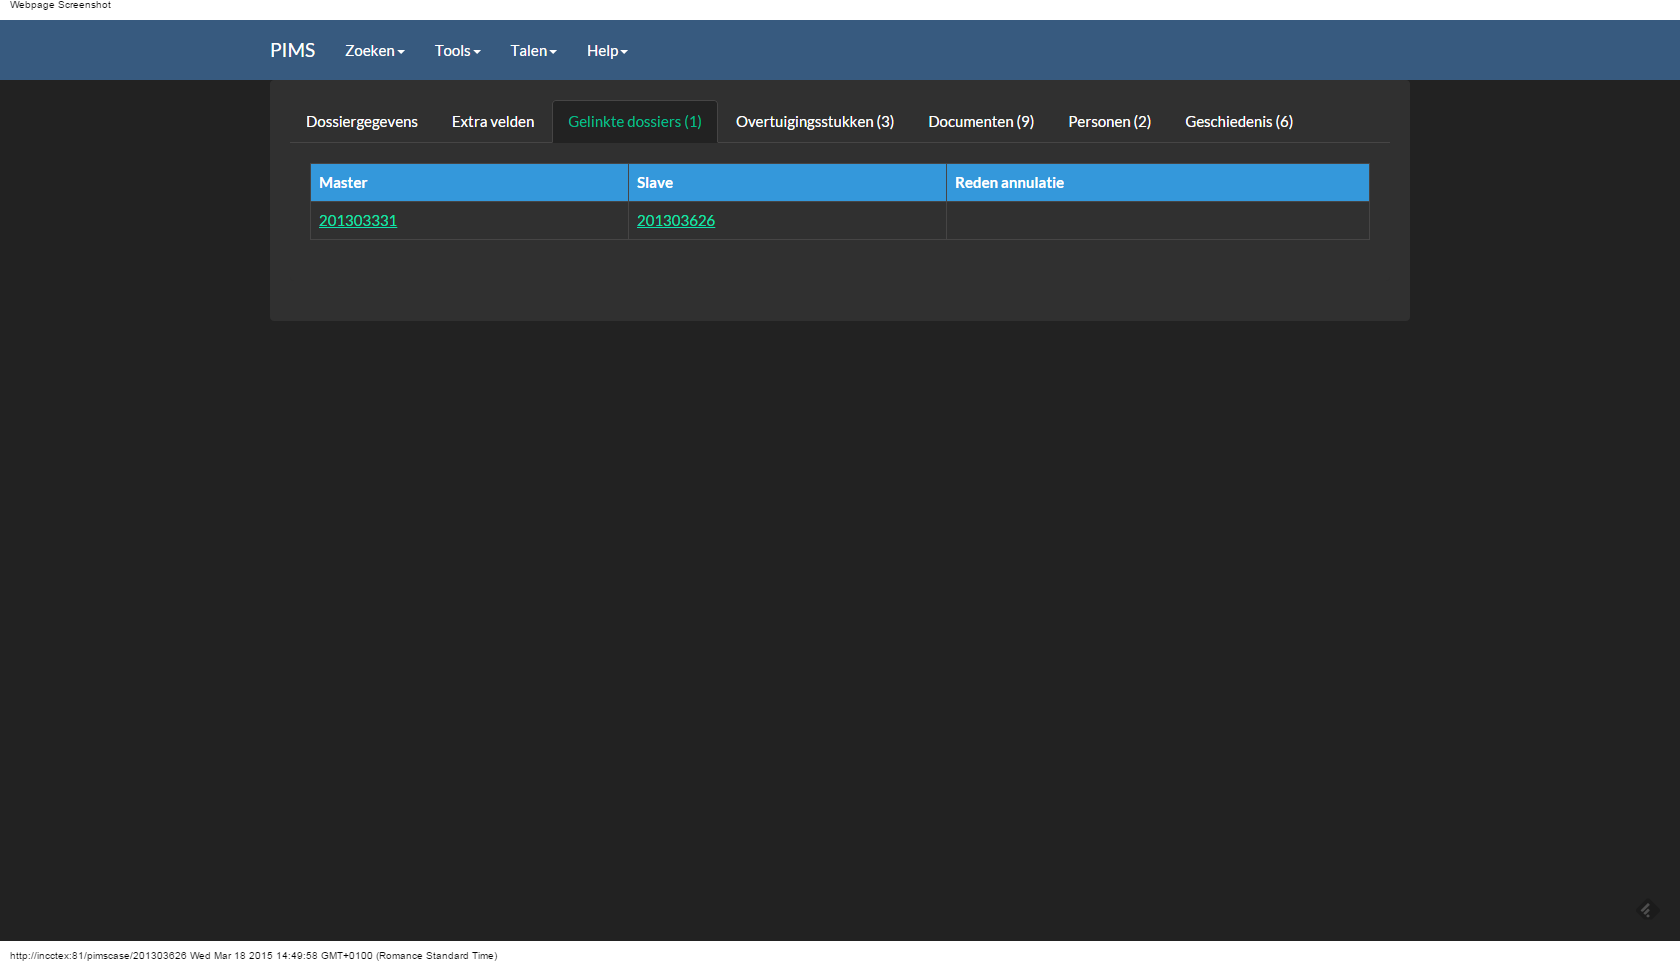 Webpage Screenshot
PIMS Zoeken Tools Talen Help
Dossiergegevens Extra velden Gelinkte dossiers (1) Overtuigingsstukken (3) Documenten (9) Personen (2) Geschiedenis (6)
Master Slave Reden annulatie
201303331 201303626
http://incctex:81/pimscase/201303626 Wed Mar 18 2015 14:49:58 GMT+0100 (Romance Standard Time)